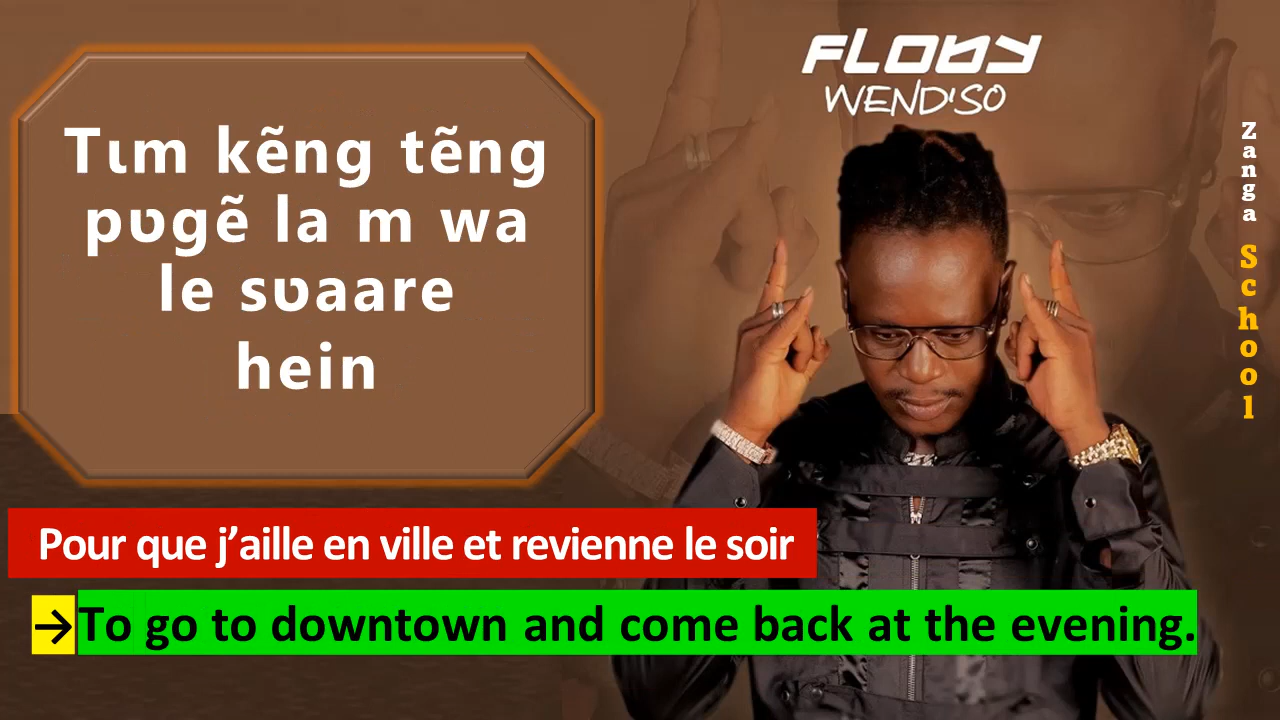 FLOBY
WEND'SO
Tɩm kẽng tẽng
pʋgẽ la m wa
le sʋaare
hein
Zanga School
Pour que j’aille en ville et revienne le soir
→To go to downtown and come back at the evening.